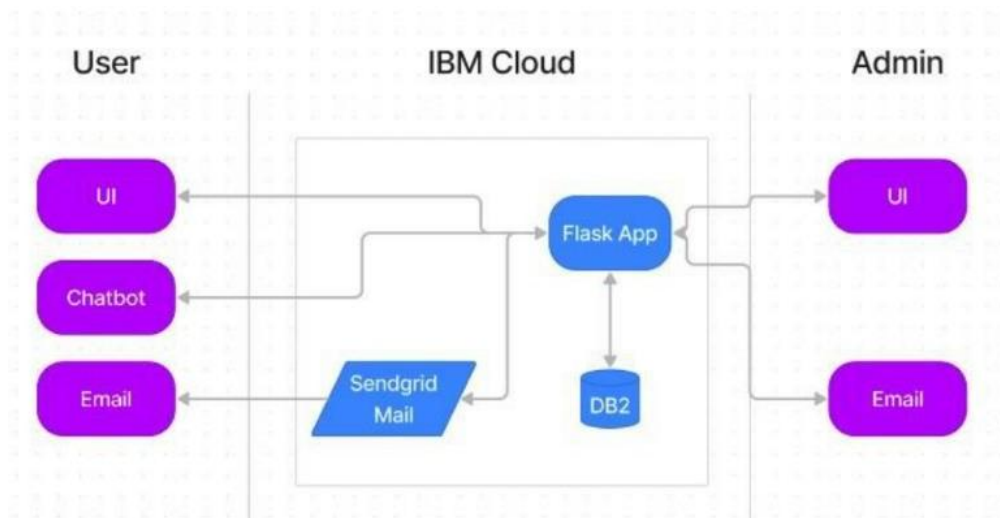 User
IBM Cloud
Admin
UI
Flask App
UI
Chatbot
Email
Sendgrid
Mail
DB2
Email